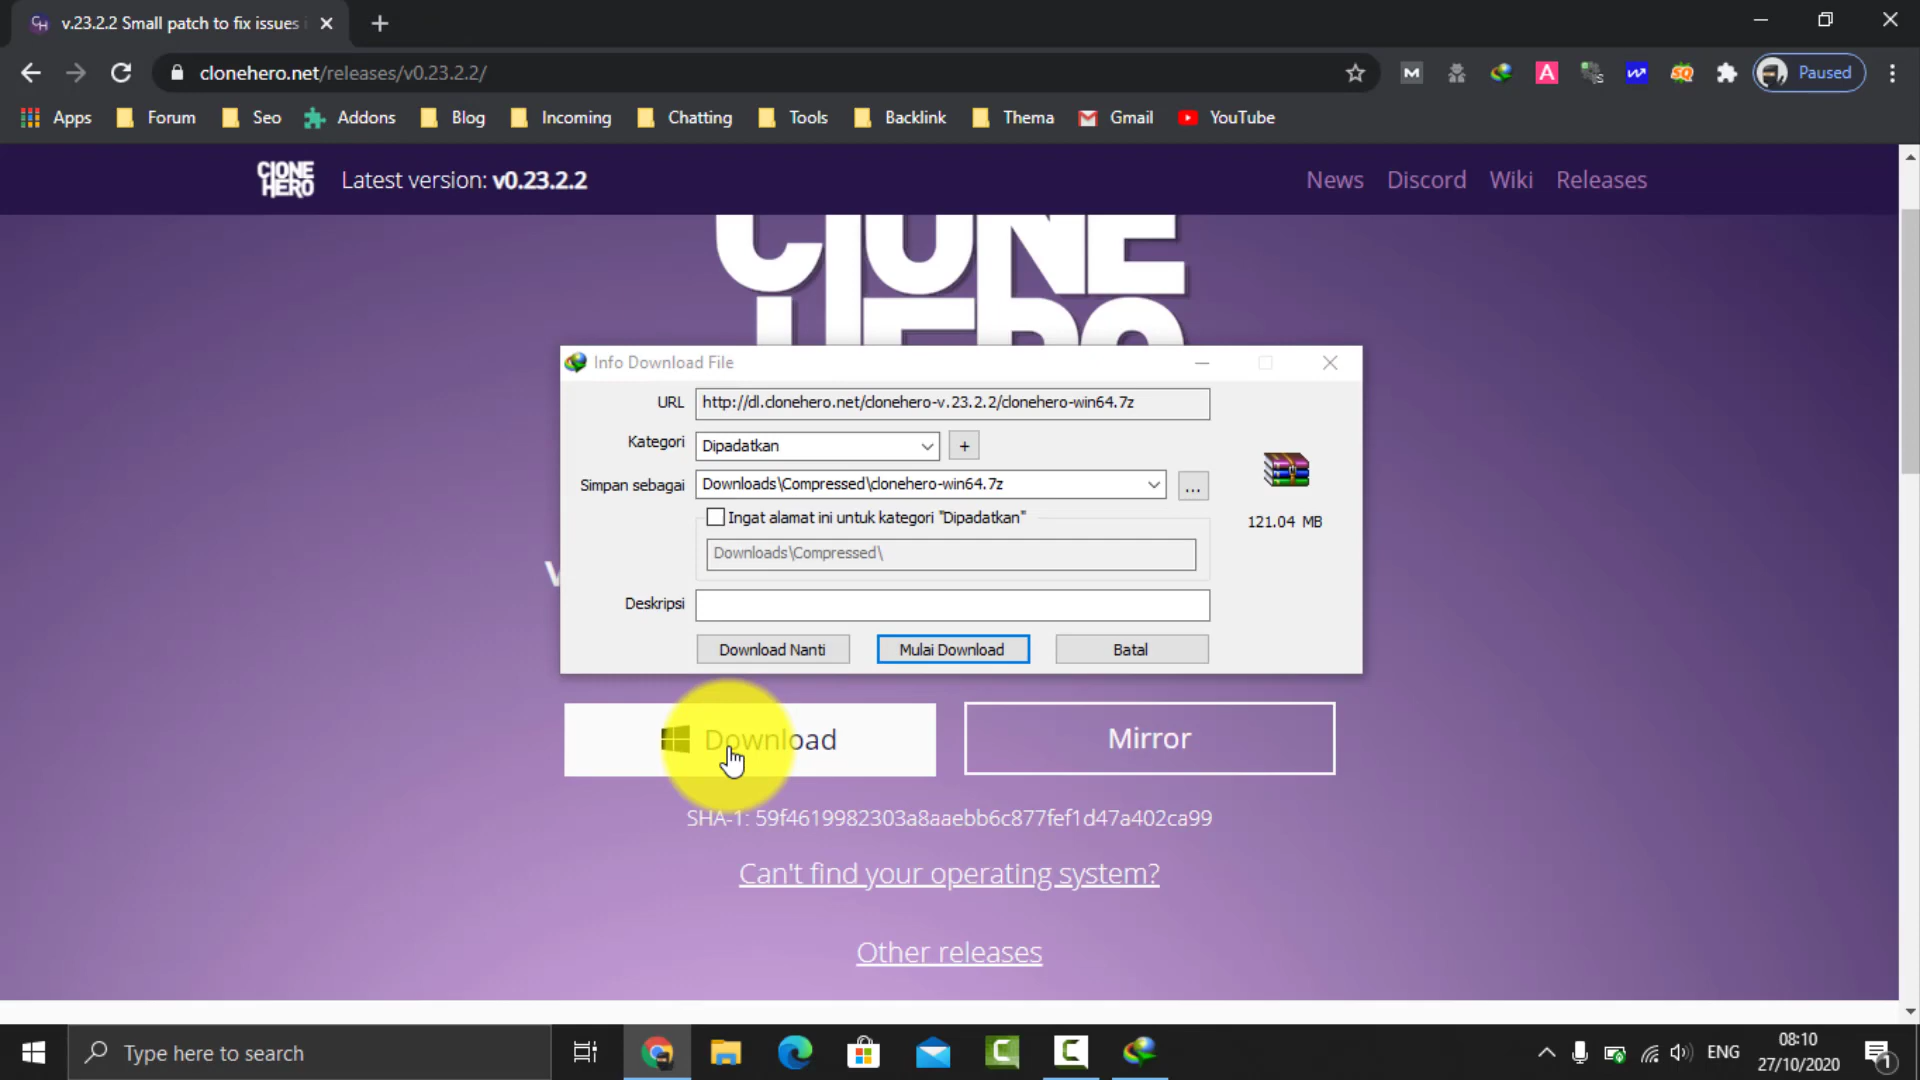 v.23.2.2 Small patch to fix issues
clonehero.net/releases/v0.23.2.2/
Paused
Apps Forum Seo Addons Blog Incoming Chatting Tools Backlink Thema Gmail YouTube
CLONE HERO Latest version: v0.23.2.2 News Discord Wiki Releases
CLONE
HERO
Info Download File
URL http://dl.clonehero.net/clonehero-v.23.2.2/clonehero-win64.7z
Kategori Dipadatkan +
Simpan sebagai Downloads\Compressed\clonehero-win64.7z ...
Ingat alamat ini untuk kategori "Dipadatkan"
121.04 MB
Downloads\Compressed\
Deskripsi
Download Nanti Mulai Download Batal
Download Mirror
SHA-1: 59f4619982303a8aaebb6c877fef1d47a402ca99
Can't find your operating system?
Other releases
Type here to search
ENG
08:10
27/10/2020
1